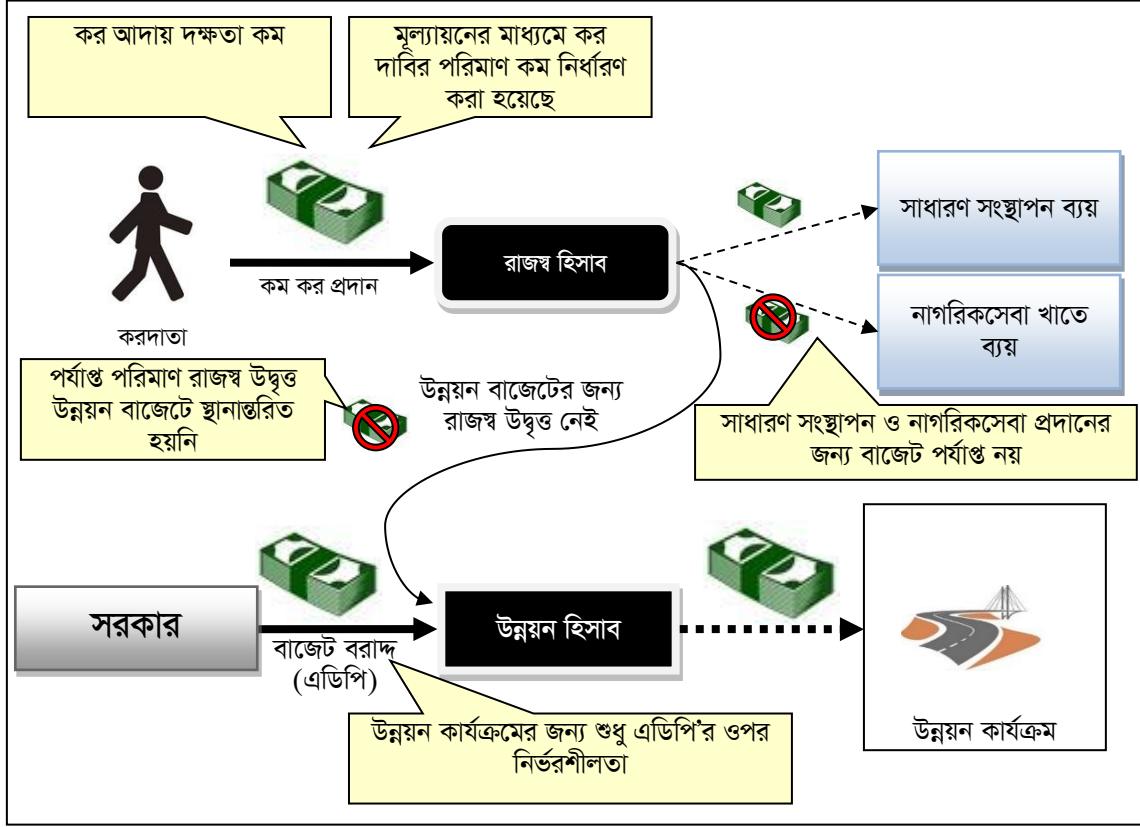 কর আদায় দক্ষতা কম
মূল্যায়নের মাধ্যমে কর
দাবির পরিমাণ কম নির্ধারণ
করা হয়েছে
সাধারণ সংস্থাপন ব্যয়
রাজস্ব হিসাব
কম কর প্রদান
করদাতা
নাগরিকসেবা খাতে
ব্যয়
পর্যাপ্ত পরিমাণ রাজস্ব উদ্বৃত্ত
উন্নয়ন বাজেটে স্থানান্তরিত
হয়নি
উন্নয়ন বাজেটের জন্য
রাজস্ব উদ্বৃত্ত নেই
সাধারণ সংস্থাপন ও নাগরিকসেবা প্রদানের
জন্য বাজেট পর্যাপ্ত নয়
সরকার
বাজেট বরাদ্দ
(এডিপি)
উন্নয়ন হিসাব
উন্নয়ন কার্যক্রম
উন্নয়ন কার্যক্রমের জন্য শুধু এডিপি’র ওপর
নির্ভরশীলতা